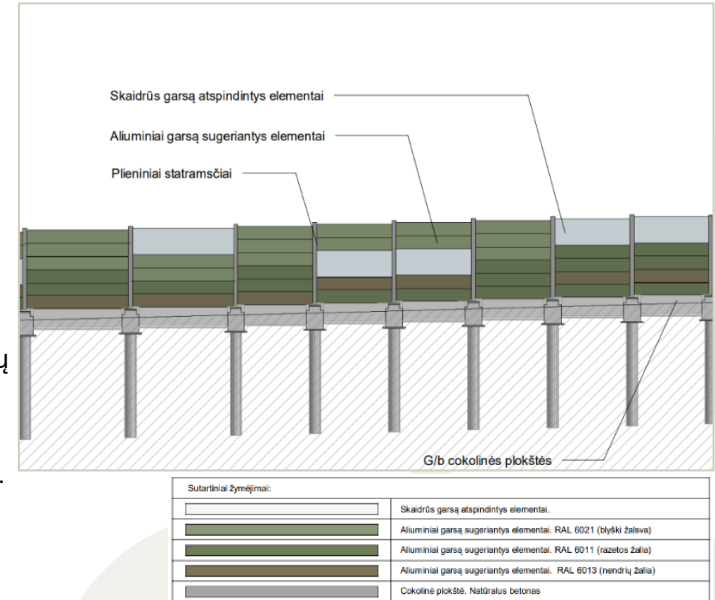 Skaidrūs garsą atspindintys elementai
Aliuminiai garsą sugeriantys elementai
Plieniniai statramsčiai
ų
.
G/b cokolinės plokštės
Sutartiniai žymėjimai:
Skaidrūs garsą atspindintys elementai.
Aliuminiai garsą sugeriantys elementai. RAL 6021 (blyški žalsva)
Aliuminiai garsą sugeriantys elementai. RAL 6011 (razetos žalia)
Aliuminiai garsą sugeriantys elementai. RAL 6013 (nendrių žalia)
Cokolinė plokštė. Natūralus betonas